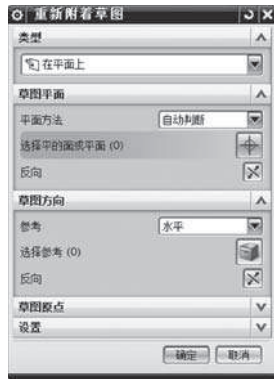 重新附着草图
类型
在平面上
草图平面
平面方法 自动判断
选择平的面或平面 (0)
反向
草图方向
参考 水平
选择参考 (0)
反向
草图原点
设置
确定 取消